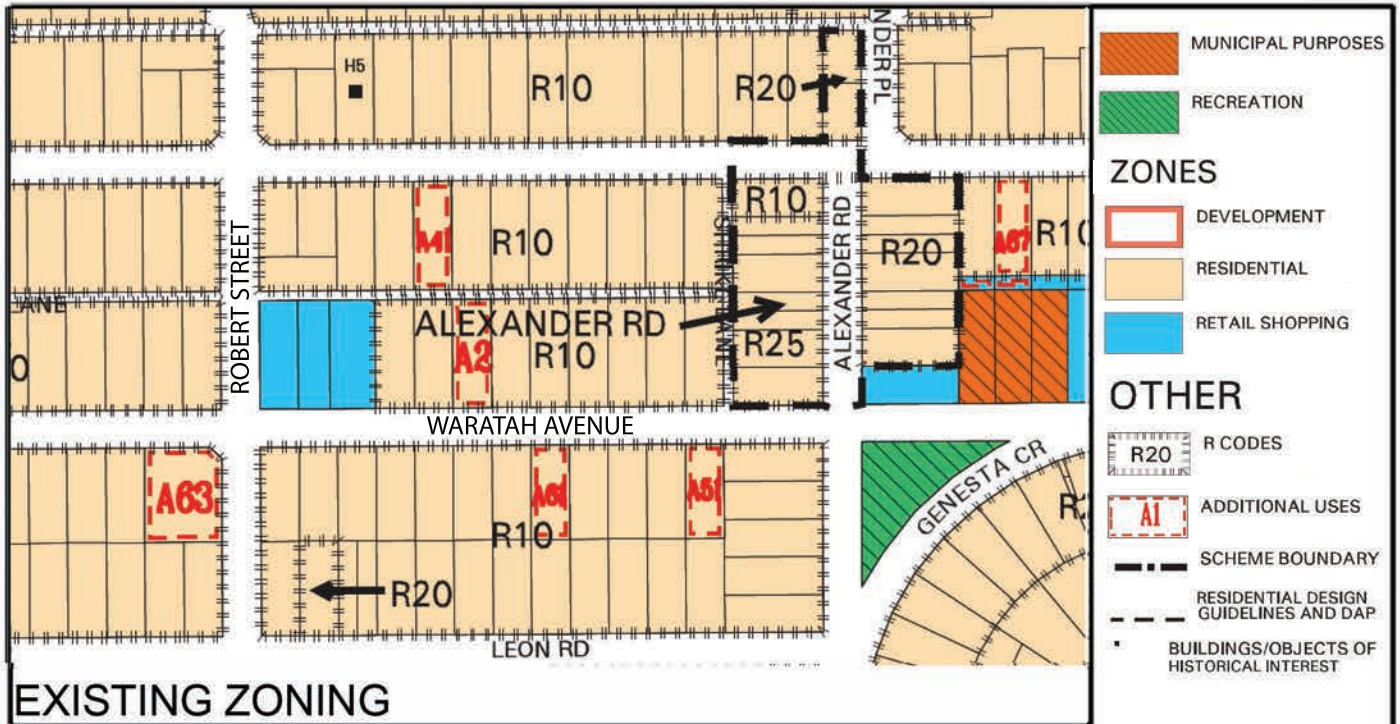 NDER PL
H5
R10
R20
R10
ALEXANDER RD
R10
R20
R10
ROBERT STREET
ALEXANDER RD
R10
A2
R25
0
WARATAH AVENUE
A63
R10
R20
GENESTA CR
LEON RD
EXISTING ZONING
MUNICIPAL PURPOSES
RECREATION
ZONES
DEVELOPMENT
RESIDENTIAL
RETAIL SHOPPING
OTHER
R20
R CODES
A1
ADDITIONAL USES
SCHEME BOUNDARY
RESIDENTIAL DESIGN
GUIDELINES AND DAP
BUILDINGS/OBJECTS OF
HISTORICAL INTEREST